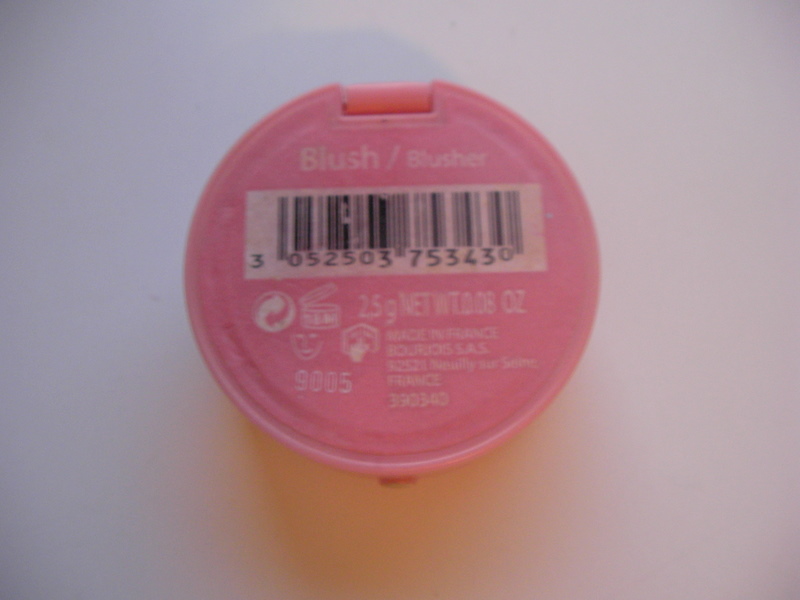 Blush / Blusher
3 052503 753430
2,5 g NET WT.0.08 OZ
MADE IN FRANCE
BOURJOIS S.A.S.
92521 Neuilly sur Seine,
FRANCE
9005
390340